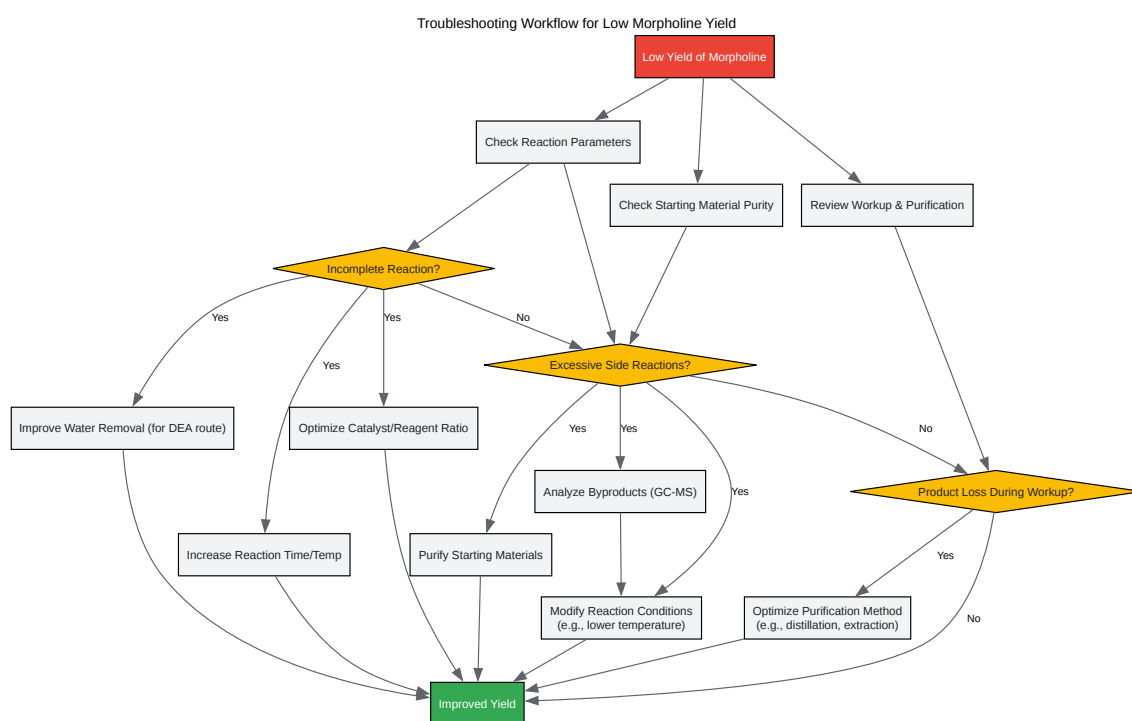 Troubleshooting Workflow for Low Morpholine Yield
Low Yield of Morpholine
Check Reaction Parameters
Check Starting Material Purity
Review Workup & Purification
Incomplete Reaction?
Yes
Yes
No
Yes
Excessive Side Reactions?
Improve Water Removal (for DEA route)
Optimize Catalyst/Reagent Ratio
Yes
Yes
No
Yes
Analyze Byproducts (GC-MS)
Product Loss During Workup?
Increase Reaction Time/Temp
Purify Starting Materials
Yes
Modify Reaction Conditions
(e.g., lower temperature)
Optimize Purification Method
(e.g., distillation, extraction)
No
Improved Yield